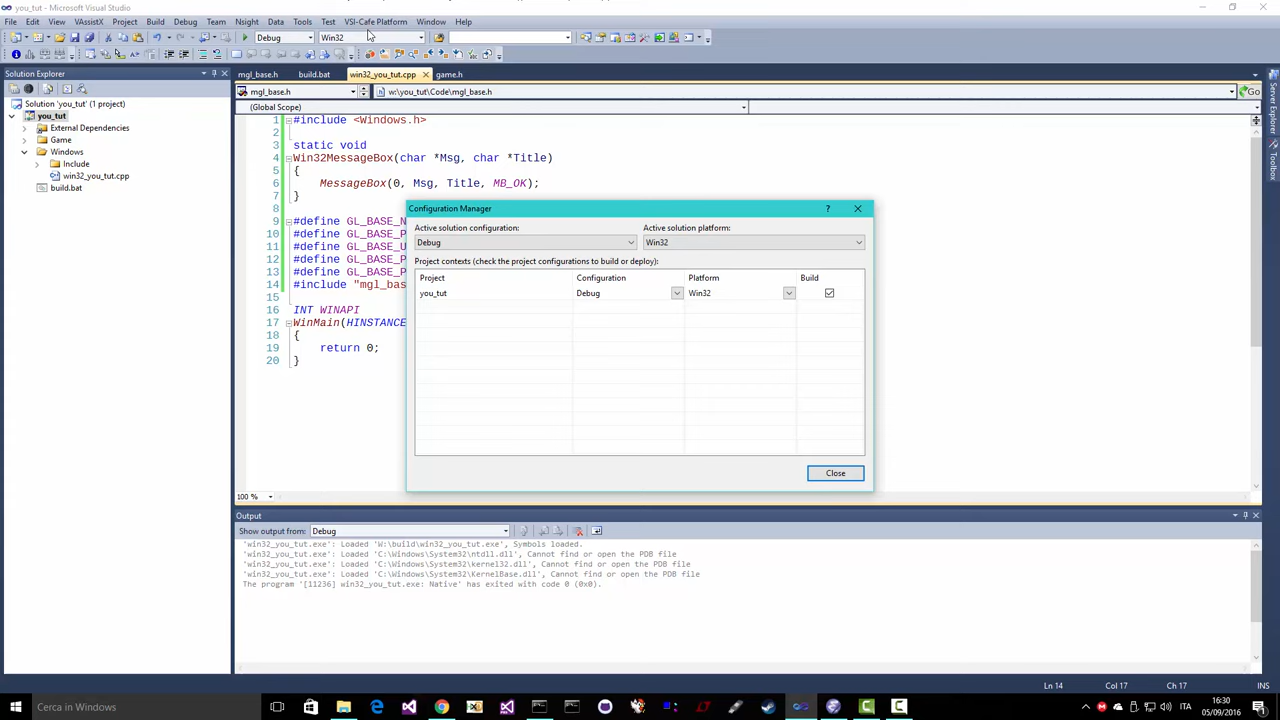 you_tut - Microsoft Visual Studio
File Edit View VAssistX Project Build Debug Team Nsight Data Tools Test VSI-Cafe Platform Window Help
Debug Win32
Solution Explorer
mgl_base.h build.bat win32_you_tut.cpp game.h
mgl_base.h w:\you_tut\Code\mgl_base.h Go
(Global Scope)
Solution 'you_tut' (1 project)
you_tut
External Dependencies
Game
Windows
Include
win32_you_tut.cpp
build.bat
1 #include <Windows.h>
2
3 static void
4 Win32MessageBox(char *Msg, char *Title)
5 {
6 MessageBox(0, Msg, Title, MB_OK);
7 }
8
9 #define GL_BASE_N
10 #define GL_BASE_P
11 #define GL_BASE_U
12 #define GL_BASE_P
13 #define GL_BASE_P
14 #include "mgl_bas
15
16 INT WINAPI
17 WinMain(HINSTANCE
18 {
19 return 0;
20 }
Configuration Manager
Active solution configuration: Active solution platform:
Debug Win32
Project contexts (check the project configurations to build or deploy):
Project Configuration Platform Build
you_tut Debug Win32
Close
100 %
Server Explorer
Toolbox
Output
Show output from: Debug
'win32_you_tut.exe': Loaded 'W:\build\win32_you_tut.exe', Symbols loaded.
'win32_you_tut.exe': Loaded 'C:\Windows\System32\ntdll.dll', Cannot find or open the PDB file
'win32_you_tut.exe': Loaded 'C:\Windows\System32\kernel32.dll', Cannot find or open the PDB file
'win32_you_tut.exe': Loaded 'C:\Windows\System32\KernelBase.dll', Cannot find or open the PDB file
The program '[11236] win32_you_tut.exe: Native' has exited with code 0 (0x0).
Ln 14 Col 17 Ch 17 INS
Cerca in Windows
ITA
16:30
05/09/2016